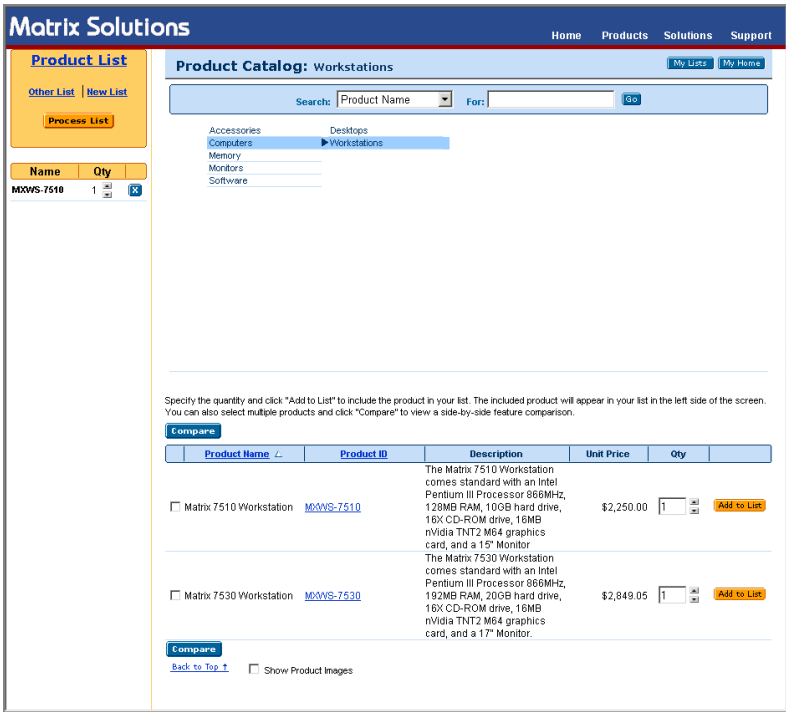 Matrix Solutions
Home Products Solutions Support
Product List
Other List | New List
Process List
Name Qty
MXWS-7510 1 X
Product Catalog: Workstations
My Lists My Home
Search: Product Name For: Go
Accessories Desktops
Computers Workstations
Memory
Monitors
Software
Specify the quantity and click "Add to List" to include the product in your list. The included product will appear in your list in the left side of the screen.
You can also select multiple products and click "Compare" to view a side-by-side feature comparison.
Compare
Product Name Product ID Description Unit Price Qty
The Matrix 7510 Workstation
comes standard with an Intel
Pentium III Processor 866MHz,
Matrix 7510 Workstation MXWS-7510 128MB RAM, 10GB hard drive, $2,250.00 1 Add to List
16X CD-ROM drive, 16MB
nVidia TNT2 M64 graphics
card, and a 15" Monitor
The Matrix 7530 Workstation
comes standard with an Intel
Pentium III Processor 866MHz,
Matrix 7530 Workstation MXWS-7530 192MB RAM, 20GB hard drive, $2,849.05 1 Add to List
16X CD-ROM drive, 16MB
nVidia TNT2 M64 graphics
card, and a 17" Monitor.
Compare
Back to Top ↑ Show Product Images